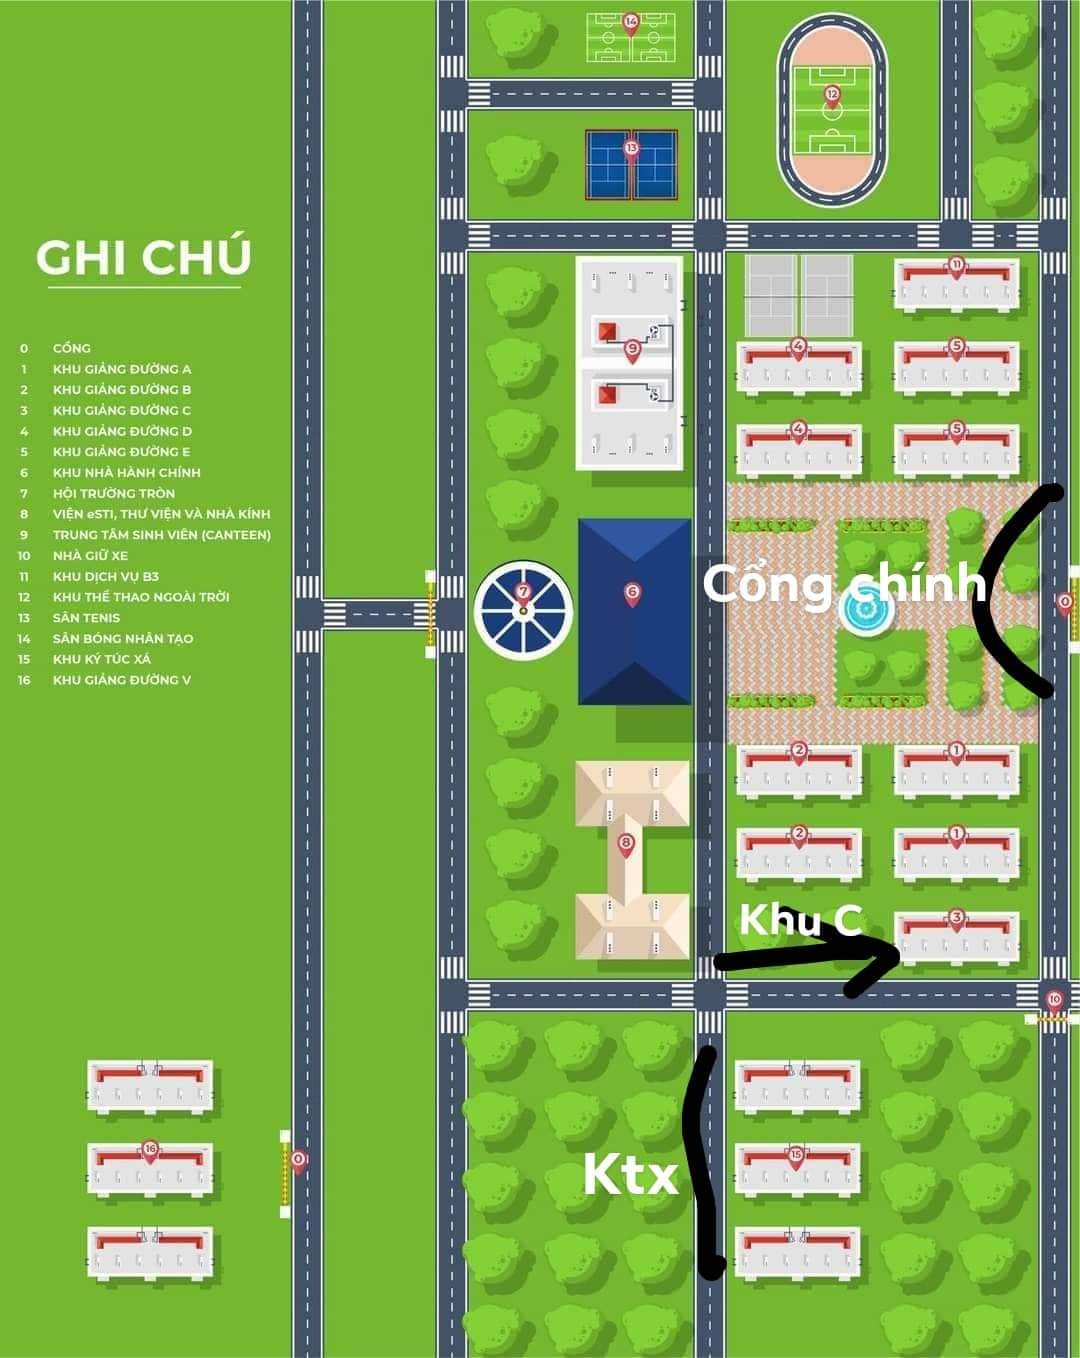 GHI CHÚ
0 CỔNG
1 KHU GIẢNG ĐƯỜNG A
2 KHU GIẢNG ĐƯỜNG B
3 KHU GIẢNG ĐƯỜNG C
4 KHU GIẢNG ĐƯỜNG D
5 KHU GIẢNG ĐƯỜNG E
6 KHU NHÀ HÀNH CHÍNH
7 HỘI TRƯỜNG TRÒN
8 VIỆN eSTI, THƯ VIỆN VÀ NHÀ KÍNH
9 TRUNG TÂM SINH VIÊN (CANTEEN)
10 NHÀ GIỮ XE
11 KHU DỊCH VỤ B3
12 KHU THỂ THAO NGOÀI TRỜI
13 SÂN TENIS
14 SÂN BÓNG NHÂN TẠO
15 KHU KÝ TÚC XÁ
16 KHU GIẢNG ĐƯỜNG V
14
12
13
11
9
4
5
4
5
Cổng chính
7
6
0
2
1
8
2
1
Khu C
3
10
Ktx
16
0
15